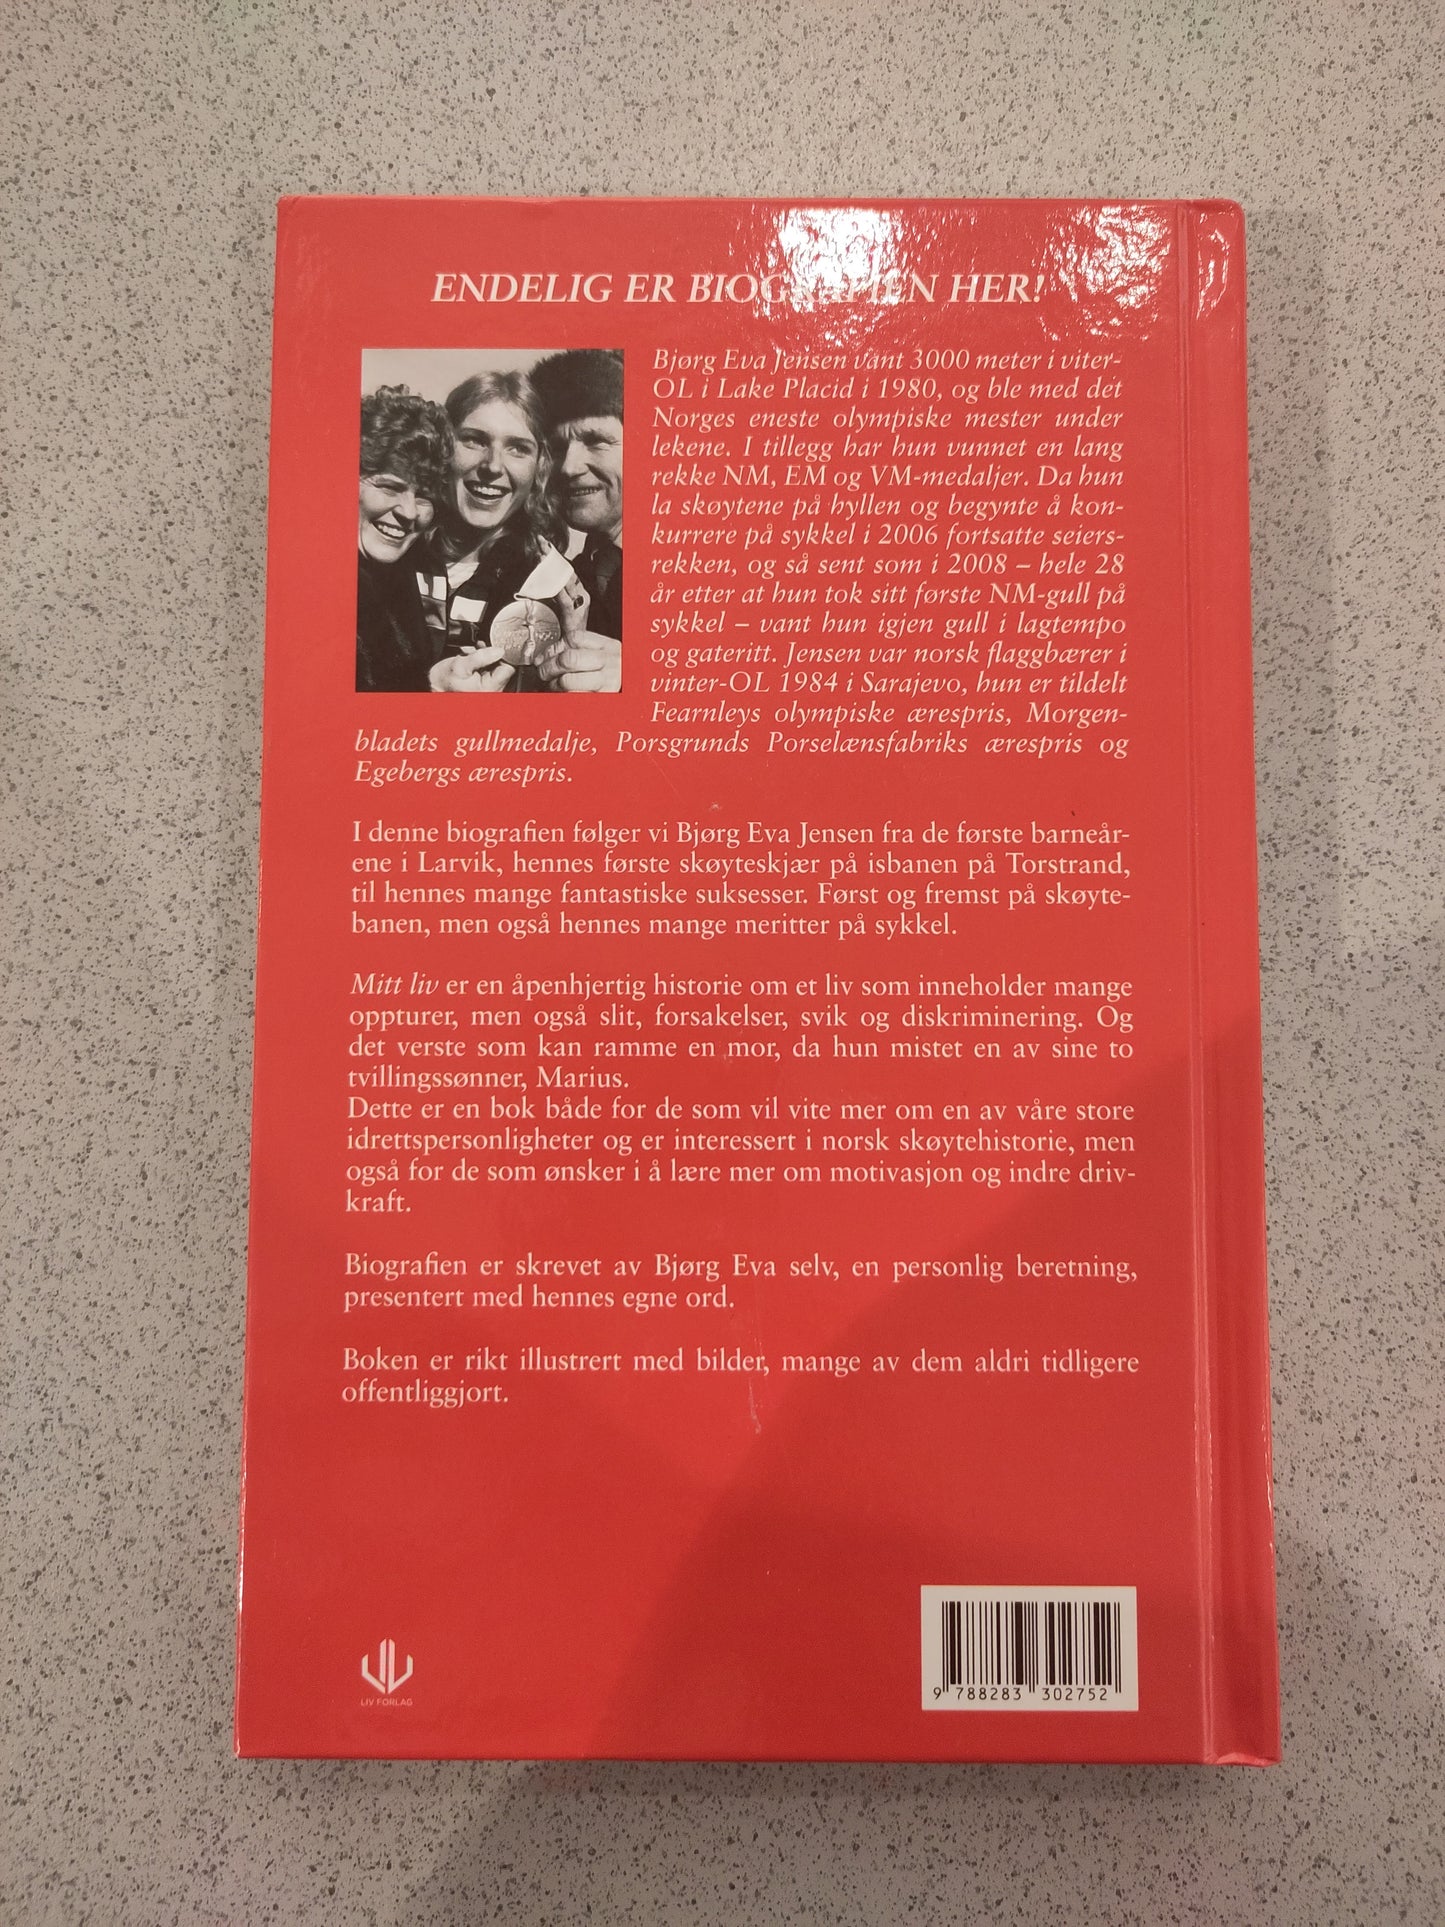 ENDELIG ER BIOGRAFIEN HER!
Bjørg Eva Jensen vant 3000 meter i viter-
OL i Lake Placid i 1980, og ble med det
Norges eneste olympiske mester under
lekene. I tillegg har hun vunnet en lang
rekke NM, EM og VM-medaljer. Da hun
la skøytene på hyllen og begynte å kon-
kurrere på sykkel i 2006 fortsatte seiers-
rekken, og så sent som i 2008 – hele 28
år etter at hun tok sitt første NM-gull på
sykkel – vant hun igjen gull i lagtempo
og gateritt. Jensen var norsk flaggbærer i
vinter-OL 1984 i Sarajevo, hun er tildelt
Fearnleys olympiske ærespris, Morgen-
bladets gullmedalje, Porsgrunds Porselænsfabriks ærespris og
Egebergs ærespris.
I denne biografien følger vi Bjørg Eva Jensen fra de første barneår-
ene i Larvik, hennes første skøyteskjær på isbanen på Torstrand,
til hennes mange fantastiske suksesser. Først og fremst på skøyte-
banen, men også hennes mange meritter på sykkel.
Mitt liv er en åpenhjertig historie om et liv som inneholder mange
oppturer, men også slit, forsakelser, svik og diskriminering. Og
det verste som kan ramme en mor, da hun mistet en av sine to
tvillingssønner, Marius.
Dette er en bok både for de som vil vite mer om en av våre store
idrettspersonligheter og er interessert i norsk skøytehistorie, men
også for de som ønsker i å lære mer om motivasjon og indre driv-
kraft.
Biografien er skrevet av Bjørg Eva selv, en personlig beretning,
presentert med hennes egne ord.
Boken er rikt illustrert med bilder, mange av dem aldri tidligere
offentliggjort.
LIV FORLAG
9 788283 302752